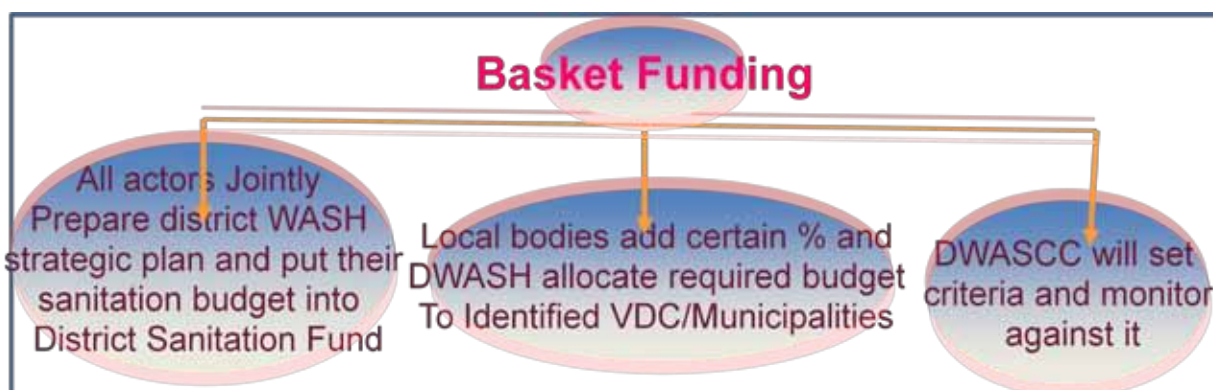 Basket Funding
All actors Jointly
Prepare district WASH
strategic plan and put their
sanitation budget into
District Sanitation Fund
Local bodies add certain % and
DWASH allocate required budget
To Identified VDC/Municipalities
DWASCC will set
criteria and monitor
against it